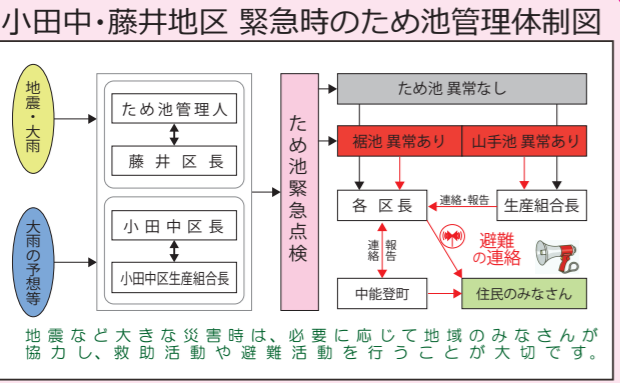 小田中・藤井地区 緊急時のため池管理体制図
地震・大雨
大雨の予想等
ため池管理人
藤井区長
小田中区長
小田中区生産組合長
ため池緊急点検
ため池 異常なし
裾池 異常あり
山手池 異常あり
各区長
連絡・報告
生産組合長
連絡
報告
避難
の連絡
中能登町
住民のみなさん
地震など大きな災害時は、必要に応じて地域のみなさんが
協力し、救助活動や避難活動を行うことが大切です。